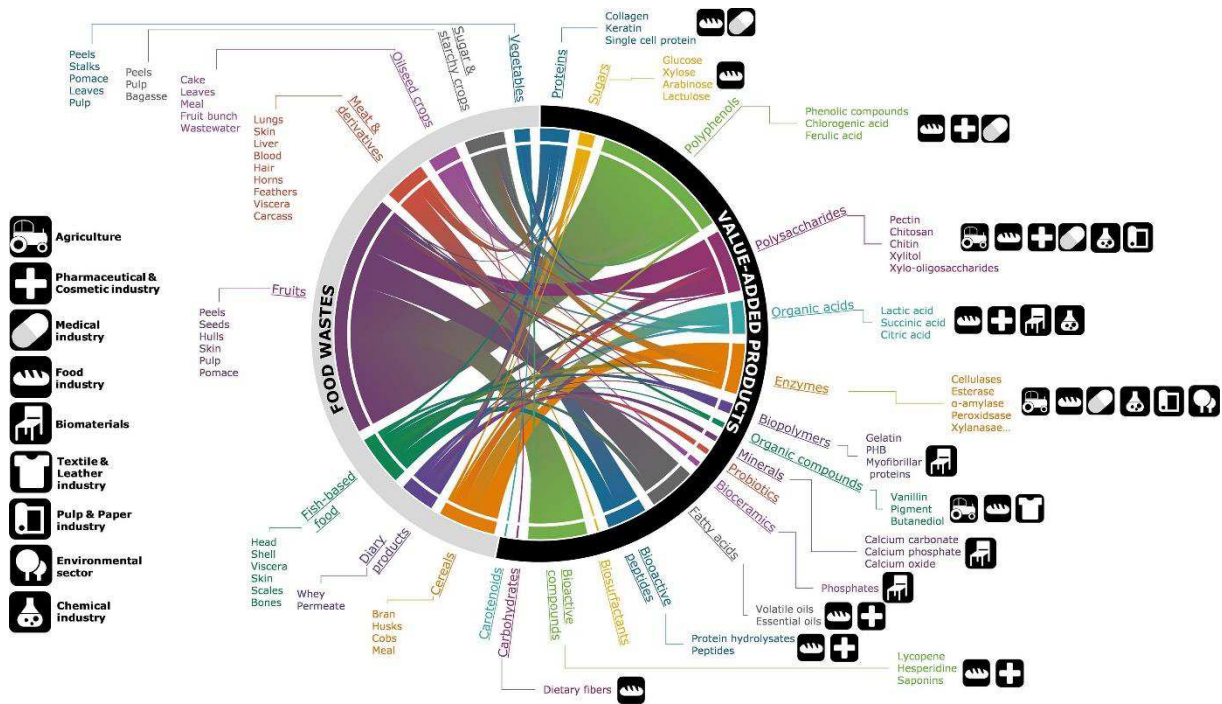 Vegetables
Peels
Stalks
Pomace
Leaves
Pulp
Sugar &
starchy crops
Peels
Pulp
Bagasse
Oilseed crops
Cake
Leaves
Meal
Fruit bunch
Wastewater
Meat &
derivatives
Lungs
Skin
Liver
Blood
Hair
Horns
Feathers
Viscera
Carcass
Fruits
Peels
Seeds
Hulls
Skin
Pulp
Pomace
Fish-based
food
Head
Shell
Viscera
Skin
Scales
Bones
Diary
products
Whey
Permeate
Cereals
Bran
Husks
Cobs
Meal
FOOD WASTES
VALUE-ADDED PRODUCTS
Proteins
Collagen
Keratin
Single cell protein
Sugars
Glucose
Xylose
Arabinose
Lactulose
Polyphenols
Phenolic compounds
Chlorogenic acid
Ferulic acid
Polysaccharides
Pectin
Chitosan
Chitin
Xylitol
Xylo-oligosaccharides
Organic acids
Lactic acid
Succinic acid
Citric acid
Enzymes
Cellulases
Esterase
α-amylase
Peroxidsase
Xylanasae...
Biopolymers
Gelatin
PHB
Myofibrillar
proteins
Organic compounds
Vanillin
Pigment
Butanediol
Minerals
Calcium carbonate
Calcium phosphate
Calcium oxide
Probiotics
Bioceramics
Phosphates
Fatty acids
Volatile oils
Essential oils
Biooactive
peptides
Protein hydrolysates
Peptides
Biosurfactants
Bioactive
compounds
Lycopene
Hesperidine
Saponins
Carbohydrates
Dietary fibers
Carotenoids
Agriculture
Pharmaceutical &
Cosmetic industry
Medical
industry
Food
industry
Biomaterials
Textile &
Leather
industry
Pulp & Paper
industry
Environmental
sector
Chemical
industry